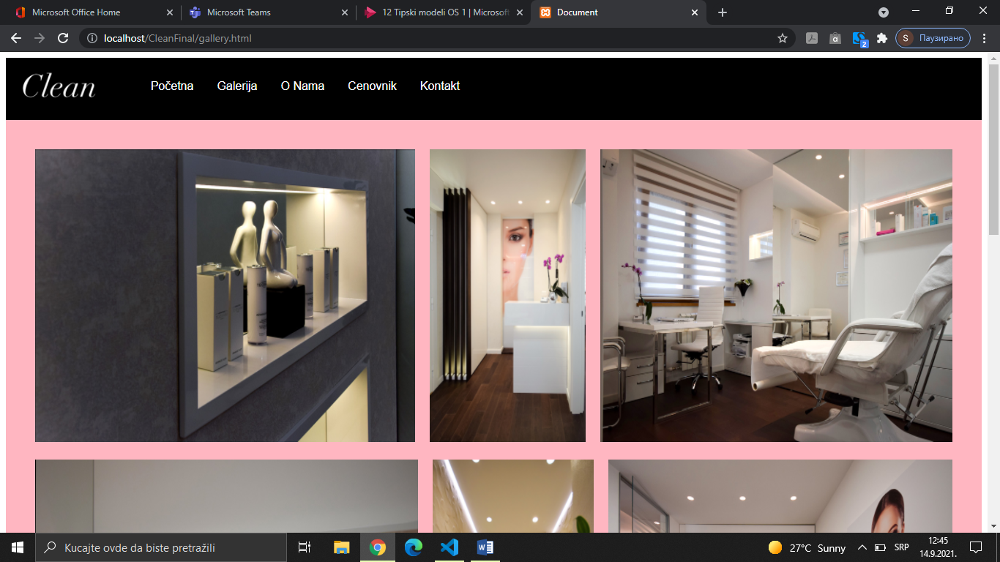 Microsoft Office Home
Microsoft Teams
12 Tipski modeli OS 1 | Microsoft
Document
localhost/CleanFinal/gallery.html
2
S Паузирано
Clean
Početna Galerija O Nama Cenovnik Kontakt
Kucajte ovde da biste pretražili
27°C Sunny
SRP
12:45
14.9.2021.